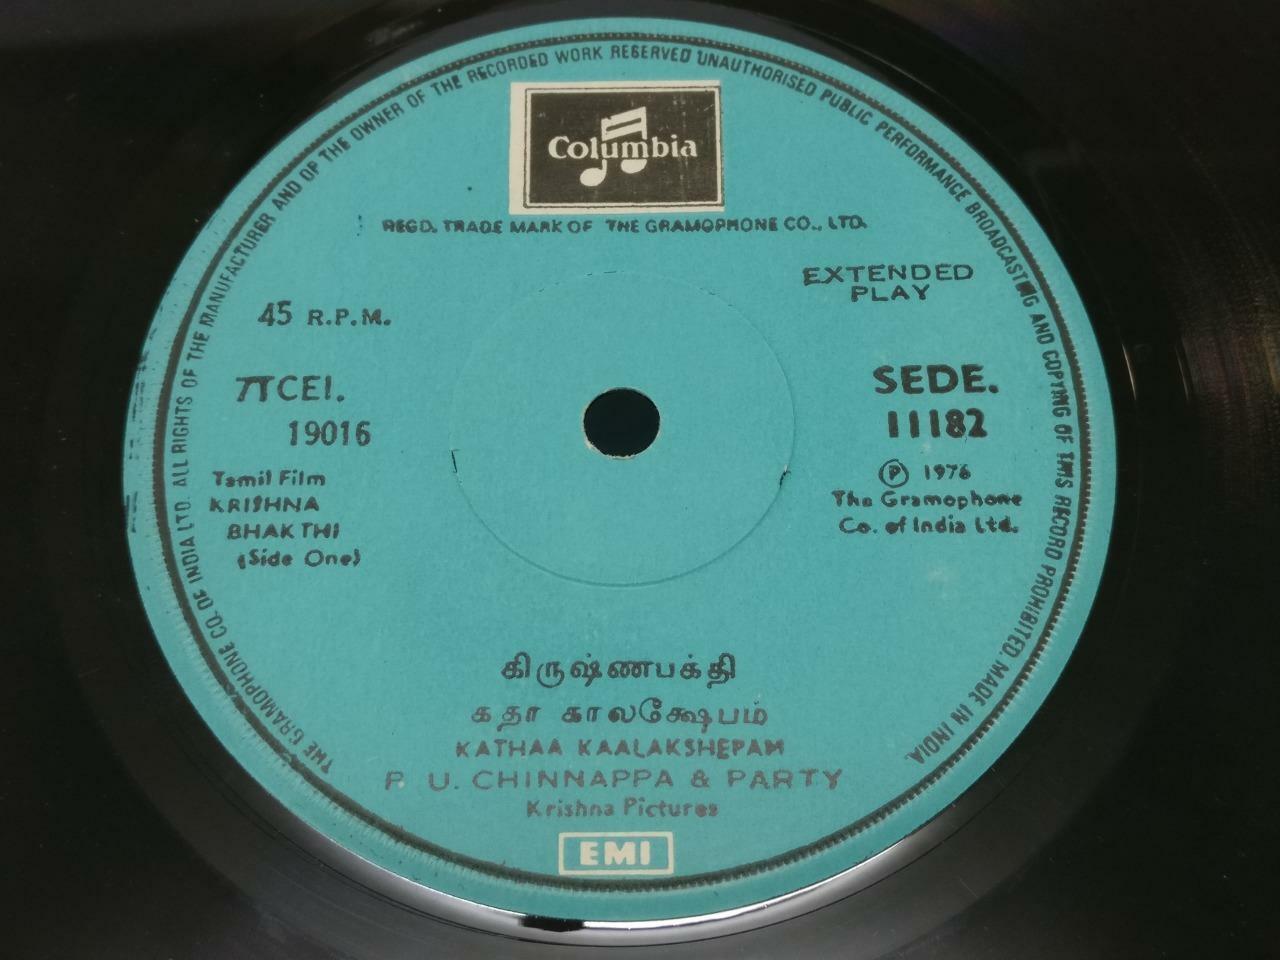 THE GRAMOPHONE CO. OF INDIA LTD. ALL RIGHTS OF THE MANUFACTURER AND OF THE OWNER OF THE RECORDED WORK RESERVED UNAUTHORISED PUBLIC PERFORMANCE BROADCASTING AND COPYING OF THIS RECORD PROHIBITED. MADE IN INDIA.
Columbia
REGD. TRADE MARK OF THE GRAMOPHONE CO., LTD.
EXTENDED
PLAY
45 R.P.M.
7TCEI.
19016
SEDE.
11182
Tamil Film
KRISHNA
BHAKTHI
(Side One)
℗ 1976
The Gramophone
Co. of India Ltd.
கிருஷ்ணபக்தி
கதா காலக்ஷேபம்
KATHAA KAALAKSHEPAM
P. U. CHINNAPPA & PARTY
Krishna Pictures
EMI